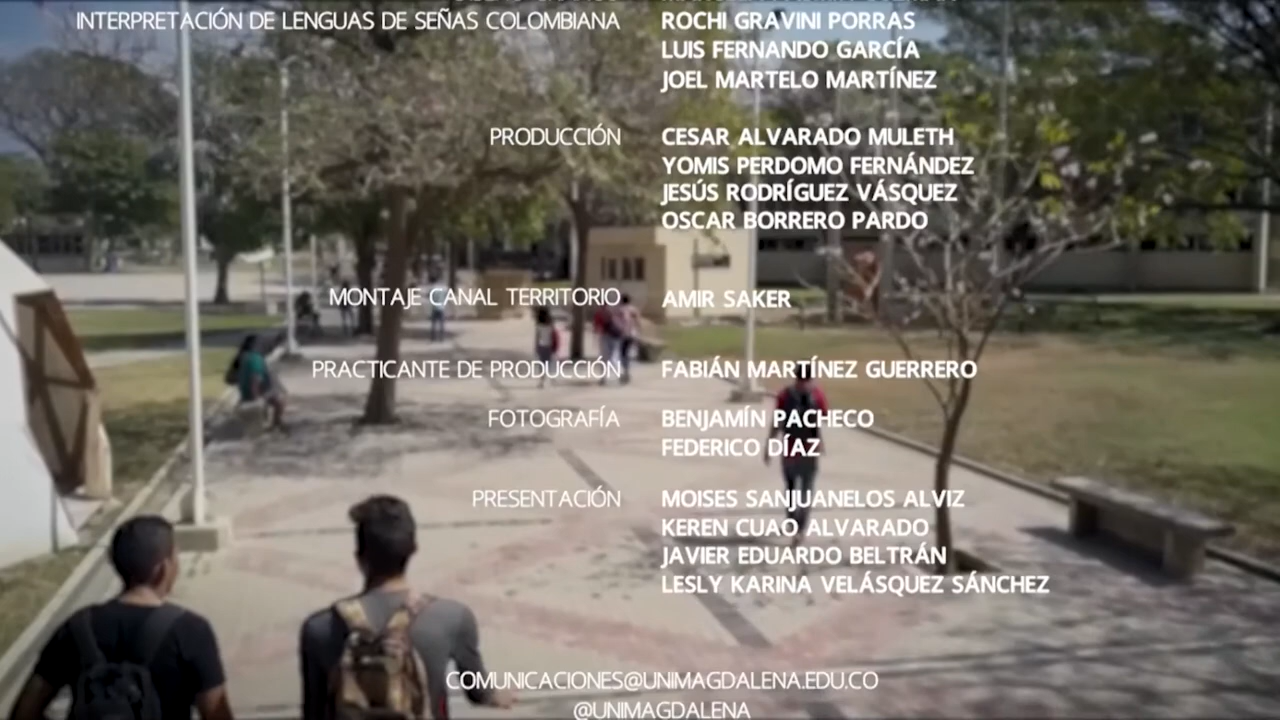 INTERPRETACIÓN DE LENGUAS DE SEÑAS COLOMBIANA ROCHI GRAVINI PORRAS
LUIS FERNANDO GARCÍA
JOEL MARTELO MARTÍNEZ
PRODUCCIÓN CESAR ALVARADO MULETH
YOMIS PERDOMO FERNÁNDEZ
JESÚS RODRÍGUEZ VÁSQUEZ
OSCAR BORRERO PARDO
MONTAJE CANAL TERRITORIO AMIR SAKER
PRACTICANTE DE PRODUCCIÓN FABIÁN MARTÍNEZ GUERRERO
FOTOGRAFÍA BENJAMÍN PACHECO
FEDERICO DÍAZ
PRESENTACIÓN MOISES SANJUANELOS ALVIZ
KEREN CUAO ALVARADO
JAVIER EDUARDO BELTRÁN
LESLY KARINA VELÁSQUEZ SÁNCHEZ
COMUNICACIONES@UNIMAGDALENA.EDU.CO
@UNIMAGDALENA